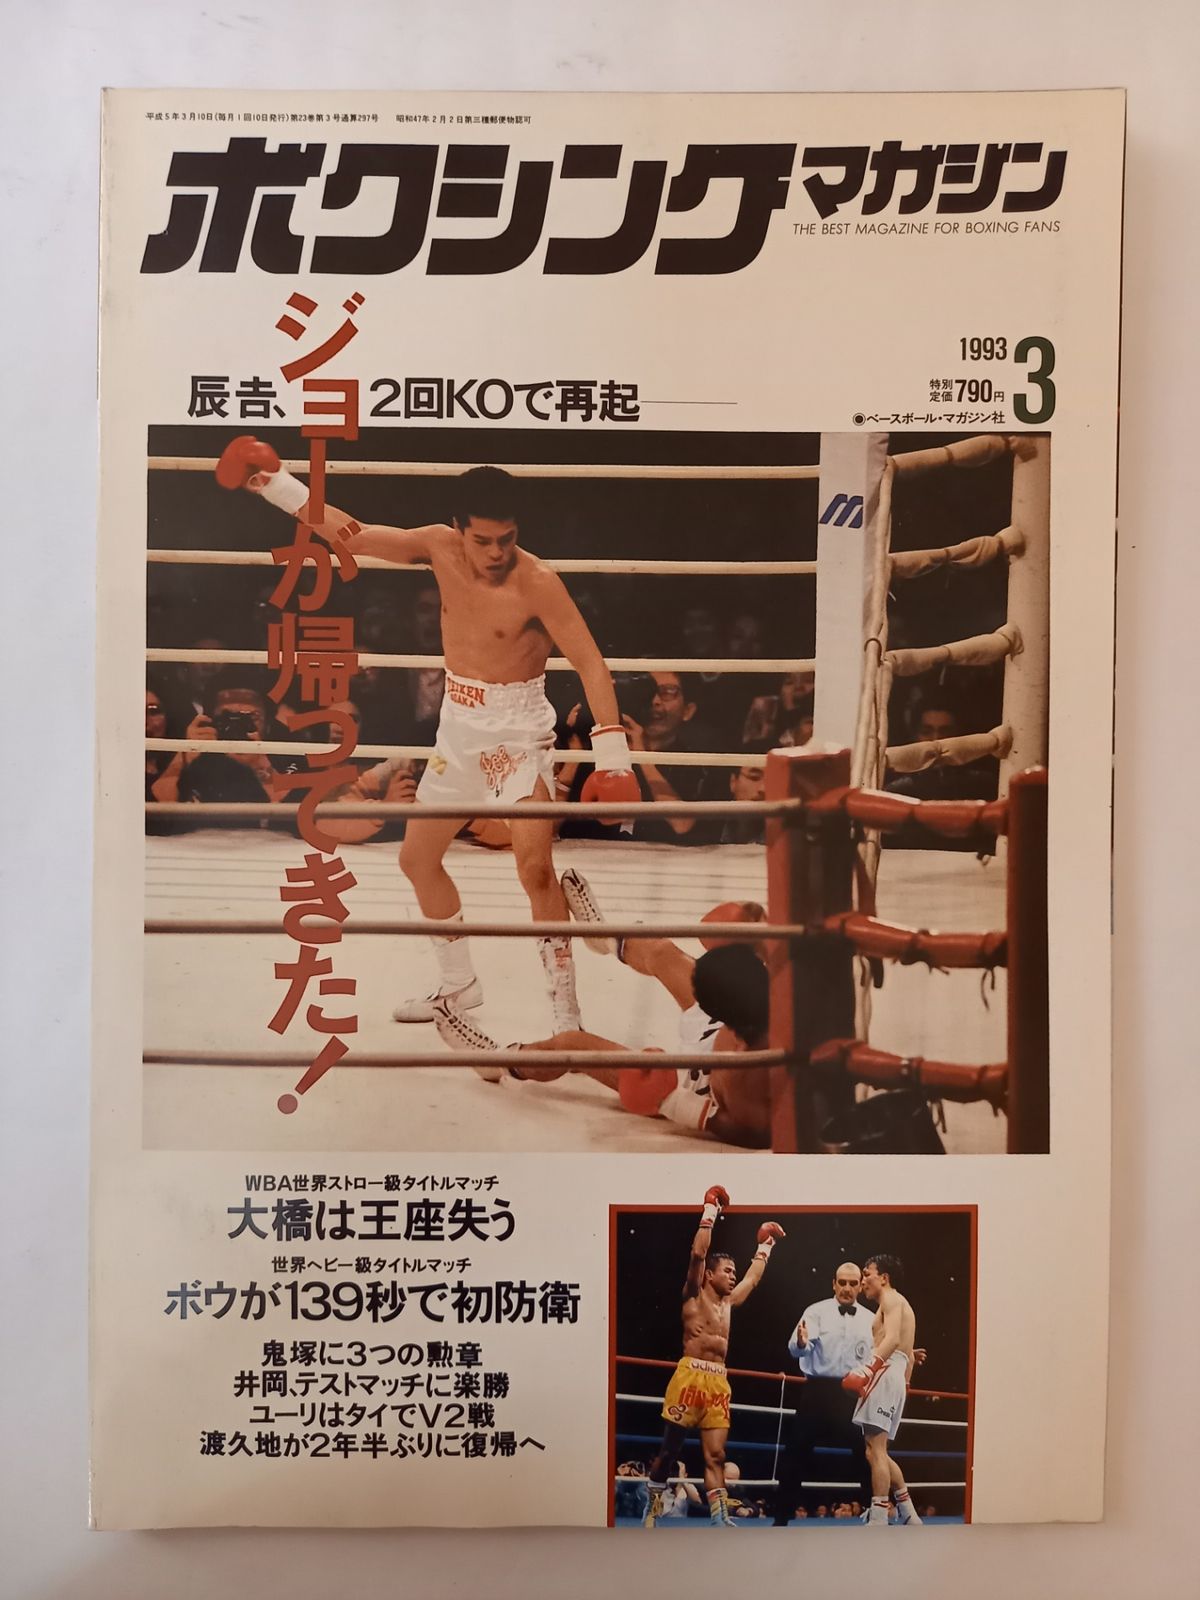 平成5年3月10日(毎月1回10日発行)第23巻第3号通算297号　昭和47年2月2日第三種郵便物認可
ボクシングマガジン
THE BEST MAGAZINE FOR BOXING FANS
1993 3
特別定価790円
●ベースボール・マガジン社
辰吉、2回KOで再起
ジョーが帰ってきた！
TEIKEN
OSAKA
WBA世界ストロー級タイトルマッチ
大橋は王座失う
世界ヘビー級タイトルマッチ
ボウが139秒で初防衛
鬼塚に3つの勲章
井岡、テストマッチに楽勝
ユーリはタイでV2戦
渡久地が2年半ぶりに復帰へ
adidas